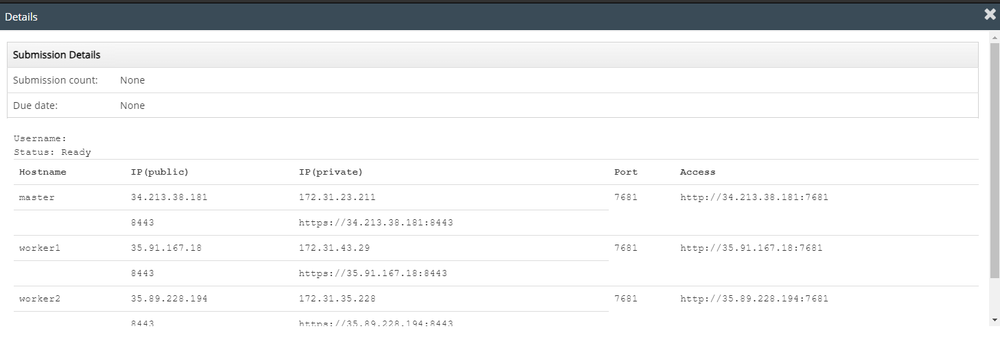 Details
Submission Details
Submission count: None
Due date: None
Username:
Status: Ready
Hostname IP(public) IP(private) Port Access
master 34.213.38.181 172.31.23.211 7681 http://34.213.38.181:7681
8443 https://34.213.38.181:8443
worker1 35.91.167.18 172.31.43.29 7681 http://35.91.167.18:7681
8443 https://35.91.167.18:8443
worker2 35.89.228.194 172.31.35.228 7681 http://35.89.228.194:7681
8443 https://35.89.228.194:8443